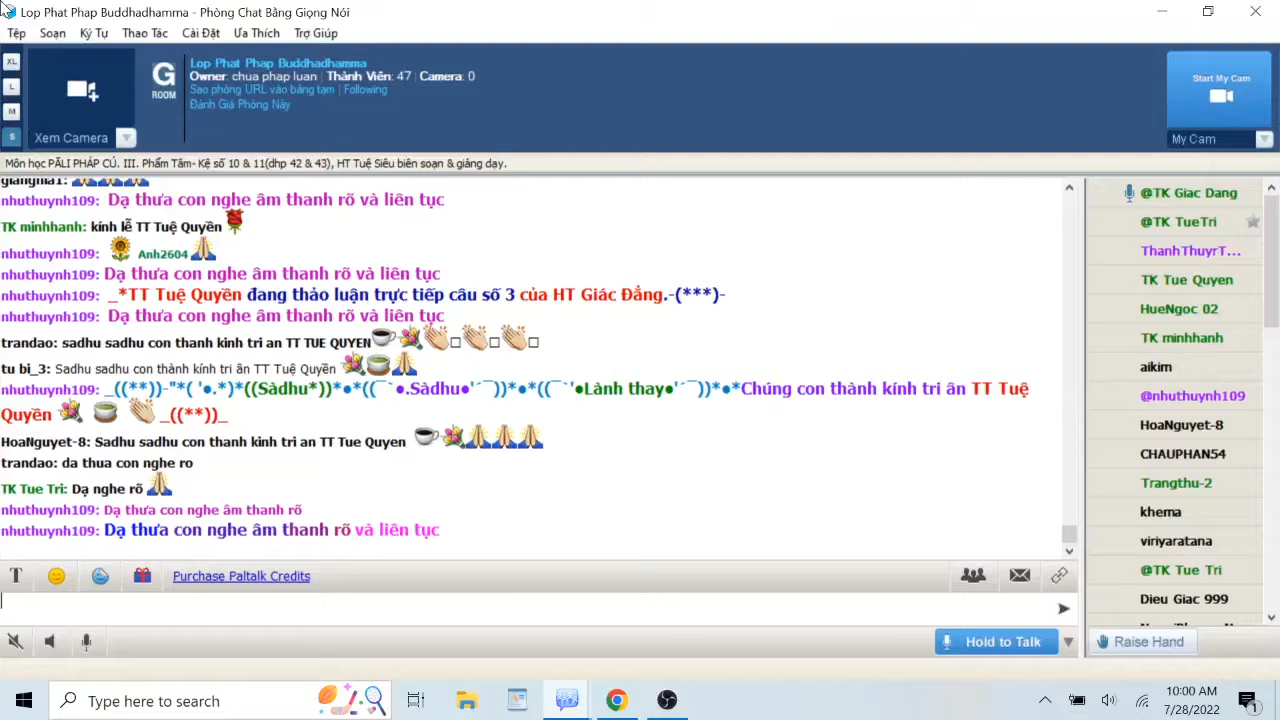 Lop Phat Phap Buddhadhamma - Phòng Chat Bằng Giọng Nói
Tệp Soạn Ký Tự Thao Tác Cài Đặt Ưa Thích Trợ Giúp
XL
L
M
S
Xem Camera
G
ROOM
Lop Phat Phap Buddhadhamma
Owner: chua phap luan | Thành Viên: 47 | Camera: 0
Sao phòng URL vào bảng tạm | Following
Đánh Giá Phòng Này
Start My Cam
My Cam
Môn học PĀLI PHÁP CÚ. III. Phẩm Tâm- Kệ số 10 & 11(dhp 42 & 43), HT Tuệ Siêu biên soạn & giảng dạy.
giangma1:
nhuthuynh109: Dạ thưa con nghe âm thanh rõ và liên tục
TK minhhanh: kính lễ TT Tuệ Quyền
nhuthuynh109: Anh2604
nhuthuynh109: Dạ thưa con nghe âm thanh rõ và liên tục
nhuthuynh109: _*TT Tuệ Quyền đang thảo luận trực tiếp câu số 3 của HT Giác Đẳng.-(***)-
nhuthuynh109: Dạ thưa con nghe âm thanh rõ và liên tục
trandao: sadhu sadhu con thanh kinh tri an TT TUE QUYEN
tu bi_3: Sadhu sadhu con thành kính tri ân TT Tuệ Quyền
nhuthuynh109: _((**))-"*( '●.*)*((Sàdhu*))*●*((¯`●.Sàdhu●'´¯))*●*((¯`'●Lành thay●'´¯))*●*Chúng con thành kính tri ân TT Tuệ
Quyền _((**))_
HoaNguyet-8: Sadhu sadhu con thanh kinh tri an TT Tue Quyen
trandao: da thua con nghe ro
TK Tue Tri: Dạ nghe rõ
nhuthuynh109: Dạ thưa con nghe âm thanh rõ
nhuthuynh109: Dạ thưa con nghe âm thanh rõ và liên tục
@TK Giac Dang
@TK TueTri
ThanhThuyrT...
TK Tue Quyen
HueNgoc 02
TK minhhanh
aikim
@nhuthuynh109
HoaNguyet-8
CHAUPHAN54
Trangthu-2
khema
viriyaratana
@TK Tue Tri
Dieu Giac 999
T Purchase Paltalk Credits
Hold to Talk
Raise Hand
Type here to search
10:00 AM
7/28/2022
1